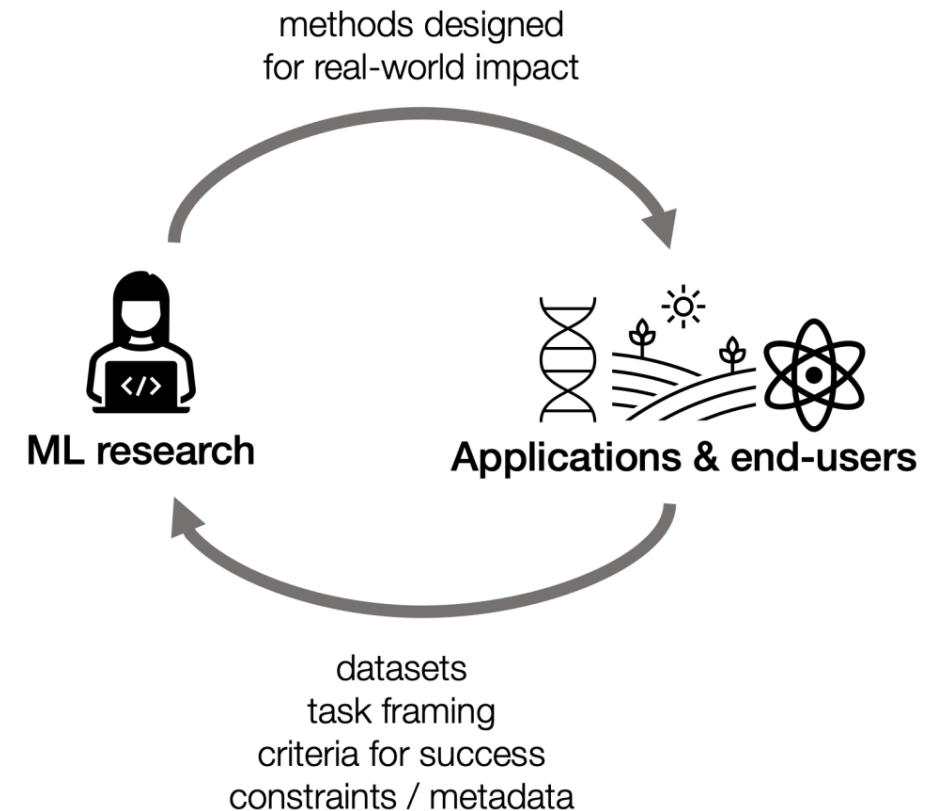 methods designed
for real-world impact
</>
ML research
Applications & end-users
datasets
task framing
criteria for success
constraints / metadata